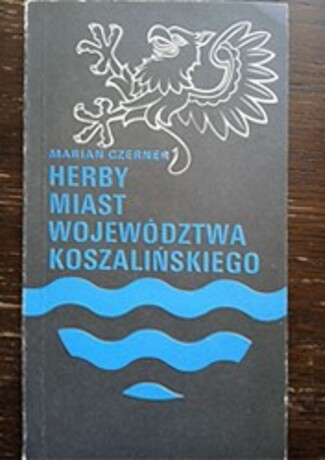 MARIAN CZERNER
HERBY
MIAST
WOJEWÓDZTWA
KOSZALIŃSKIEGO